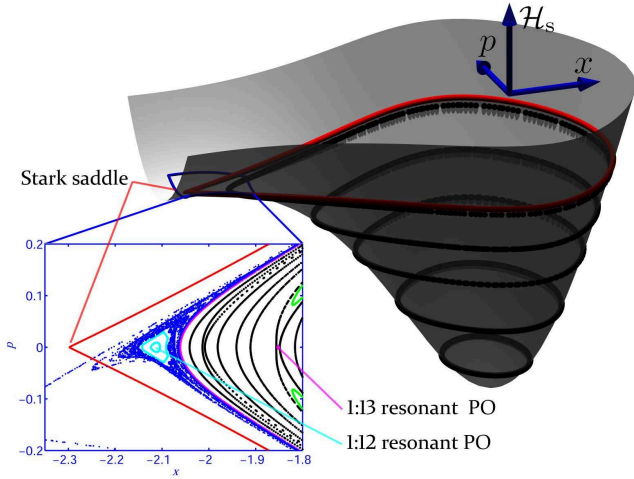 ℋs
p
x
Stark saddle
0.2
0.1
0
−0.1
−0.2
p
−2.3 −2.2 −2.1 −2 −1.9 −1.8
x
1:13 resonant PO
1:12 resonant PO